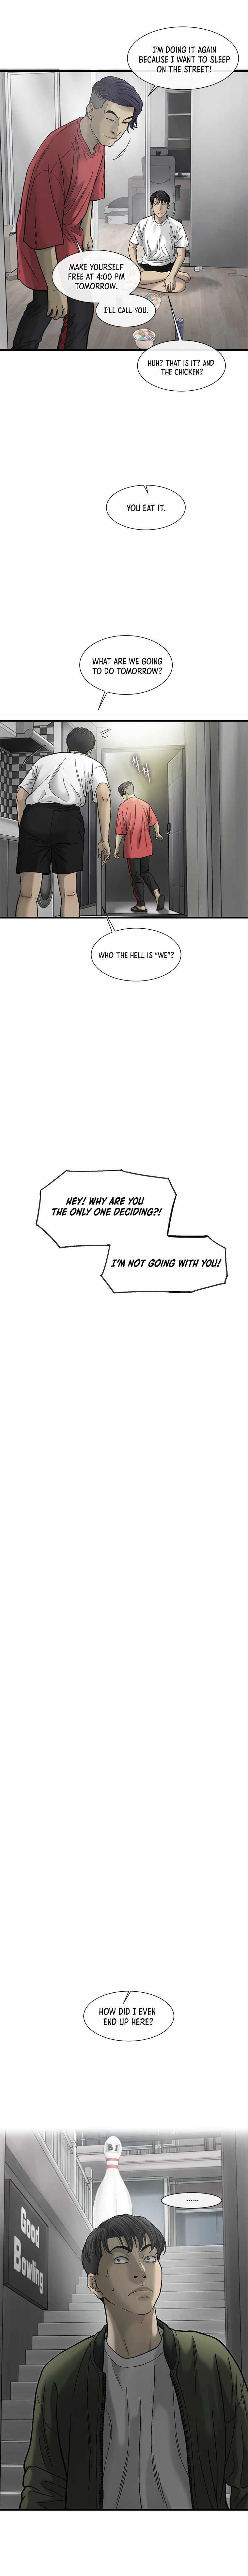 I'M DOING IT AGAIN
BECAUSE I WANT TO SLEEP
ON THE STREET!
MAKE YOURSELF
FREE AT 4:00 PM
TOMORROW.
I'LL CALL YOU.
HUH? THAT IS IT? AND
THE CHICKEN?
YOU EAT IT.
WHAT ARE WE GOING
TO DO TOMORROW?
WHO THE HELL IS "WE"?
HEY! WHY ARE YOU
THE ONLY ONE DECIDING?!
I'M NOT GOING WITH YOU!
HOW DID I EVEN
END UP HERE?
B1
......
Good
Bowling